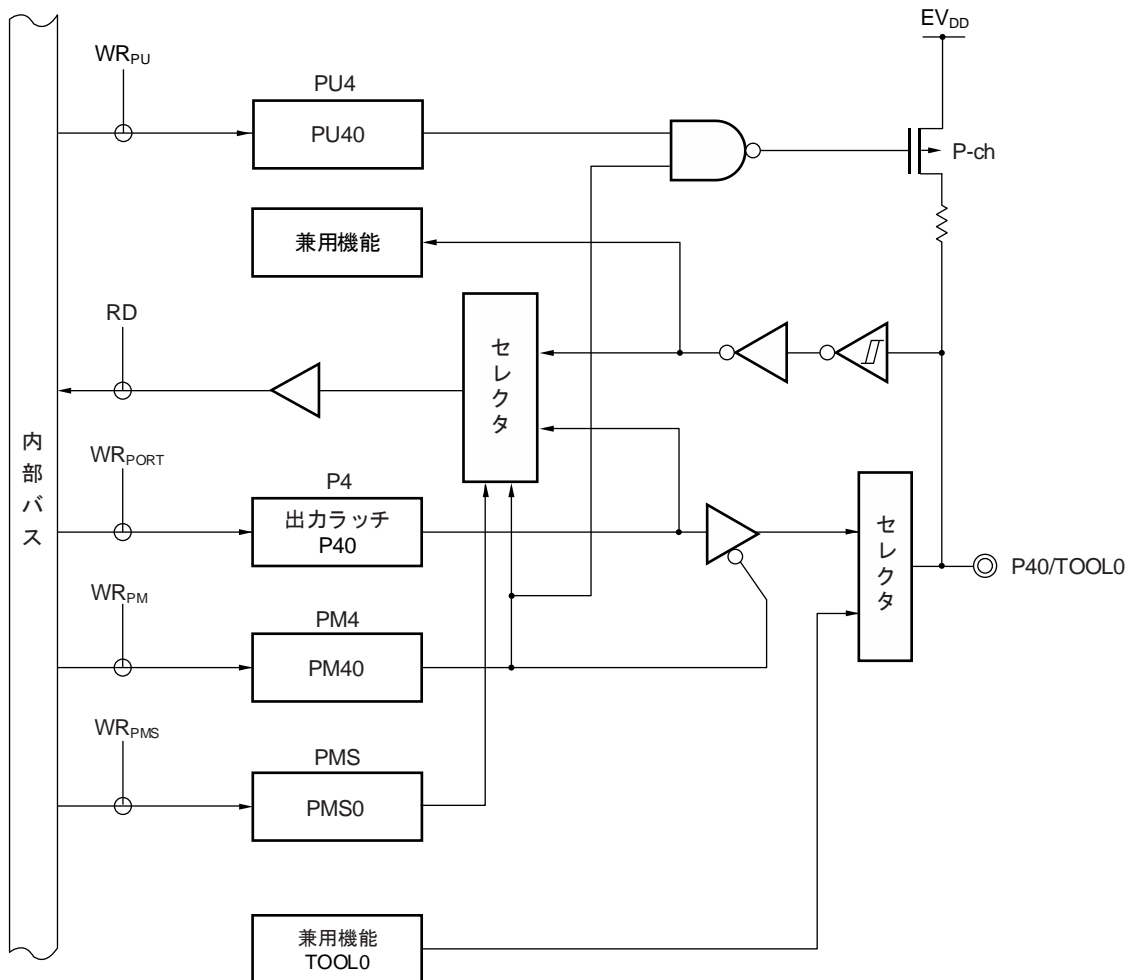 EVDD
WRPU
PU4
PU40
P-ch
兼用機能
RD
セレクタ
内部バス
WRPORT
P4
出力ラッチ
P40
セレクタ
P40/TOOL0
WRPM
PM4
PM40
WRPMS
PMS
PMS0
兼用機能
TOOL0